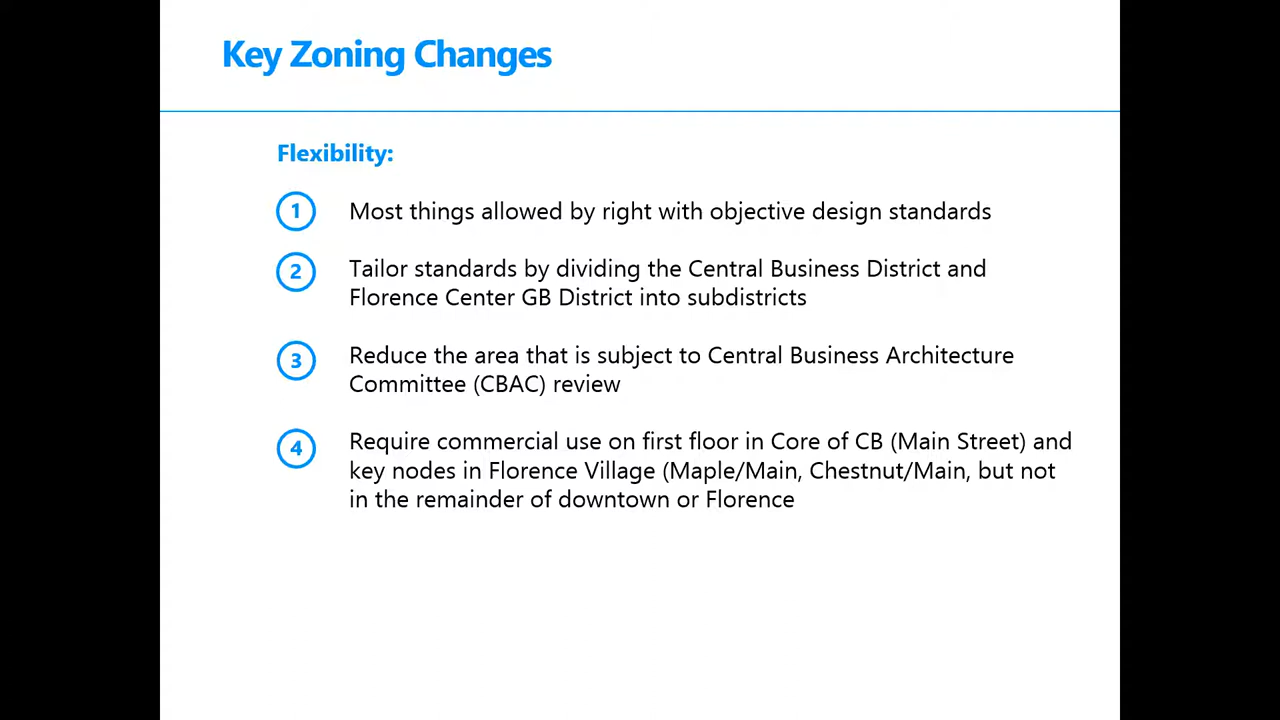 Key Zoning Changes
Flexibility:
1 Most things allowed by right with objective design standards
2 Tailor standards by dividing the Central Business District and
Florence Center GB District into subdistricts
3 Reduce the area that is subject to Central Business Architecture
Committee (CBAC) review
4 Require commercial use on first floor in Core of CB (Main Street) and
key nodes in Florence Village (Maple/Main, Chestnut/Main, but not
in the remainder of downtown or Florence